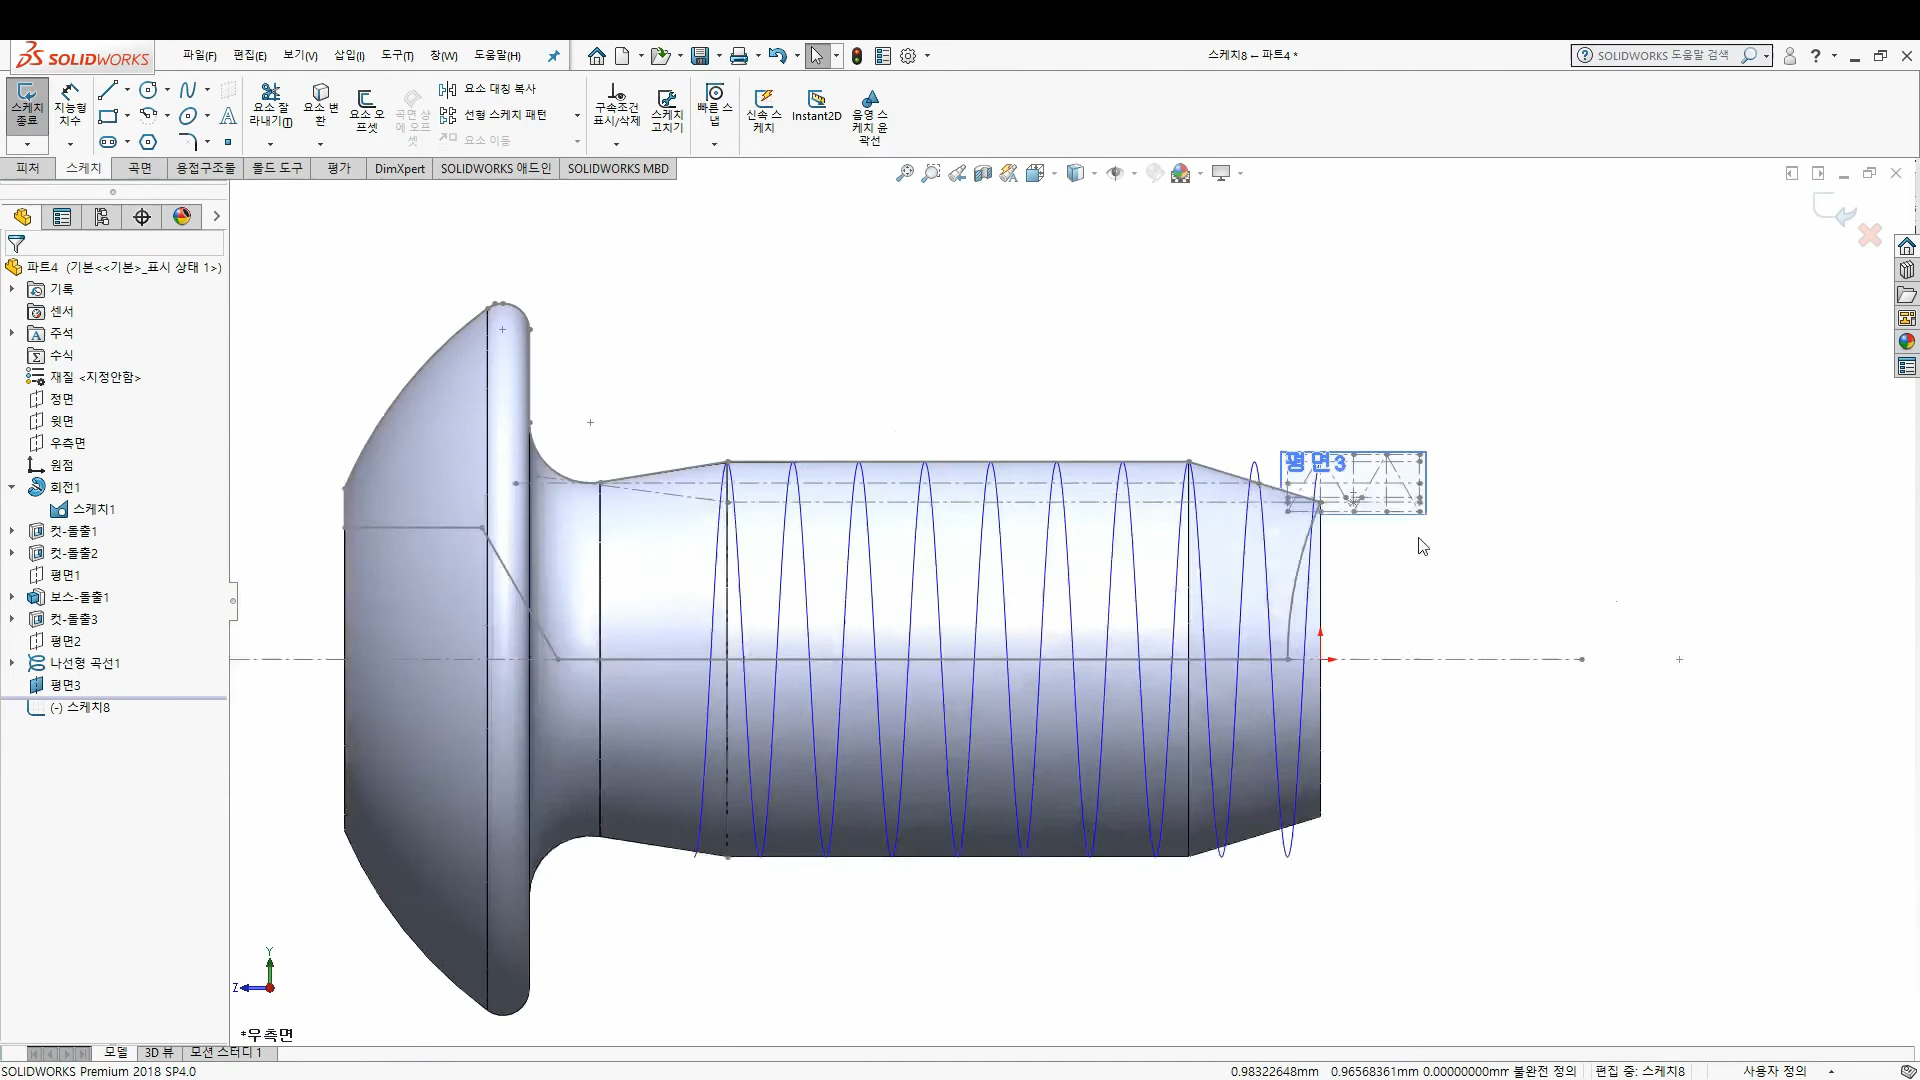 SOLIDWORKS 파일(F) 편집(E) 보기(V) 삽입(I) 도구(T) 창(W) 도움말(H) 스케치8 ← 파트4 * SOLIDWORKS 도움말 검색
스케치 종료
지능형 치수
요소 잘라내기(I)
요소 변환
요소 오프셋
곡면 상에 오프셋
요소 대칭 복사
선형 스케치 패턴
요소 이동
구속조건 표시/삭제
스케치 고치기
빠른 스냅
신속 스케치
Instant2D
음영 스케치 윤곽선
피처 스케치 곡면 용접구조물 몰드 도구 평가 DimXpert SOLIDWORKS 애드인 SOLIDWORKS MBD
파트4 (기본<<기본>_표시 상태 1>)
기록
센서
주석
수식
재질 <지정안함>
정면
윗면
우측면
원점
회전1
스케치1
컷-돌출1
컷-돌출2
평면1
보스-돌출1
컷-돌출3
평면2
나선형 곡선1
평면3
(-) 스케치8
평면3
Y
Z
*우측면
모델 3D 뷰 모션 스터디 1
SOLIDWORKS Premium 2018 SP4.0 0.98322648mm 0.96568361mm 0.00000000mm 불완전 정의 편집 중: 스케치8 사용자 정의